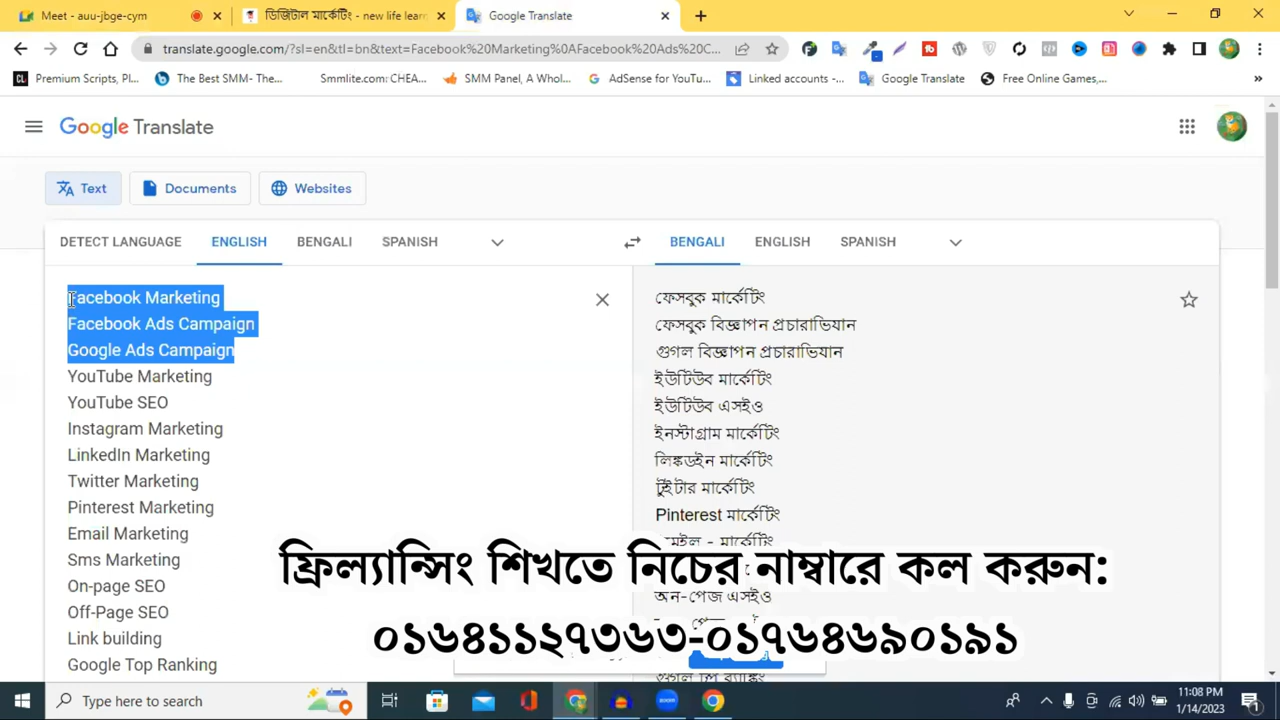 Meet - auu-jbge-cym
ডিজিটাল মার্কেটিং - new life lear
Google Translate
translate.google.com/?sl=en&tl=bn&text=Facebook%20Marketing%0AFacebook%20Ads%20C...
Premium Scripts, Pl...
The Best SMM- The...
Smmlite.com: CHEA...
SMM Panel, A Whol...
AdSense for YouTu...
Linked accounts -...
Google Translate
Free Online Games,...
Google Translate
Text
Documents
Websites
DETECT LANGUAGE
ENGLISH
BENGALI
SPANISH
BENGALI
ENGLISH
SPANISH
Facebook Marketing
Facebook Ads Campaign
Google Ads Campaign
YouTube Marketing
YouTube SEO
Instagram Marketing
LinkedIn Marketing
Twitter Marketing
Pinterest Marketing
Email Marketing
Sms Marketing
On-page SEO
Off-Page SEO
Link building
Google Top Ranking
ফেসবুক মার্কেটিং
ফেসবুক বিজ্ঞাপন প্রচারাভিযান
গুগল বিজ্ঞাপন প্রচারাভিযান
ইউটিউব মার্কেটিং
ইউটিউব এসইও
ইনস্টাগ্রাম মার্কেটিং
লিঙ্কডইন মার্কেটিং
টুইটার মার্কেটিং
Pinterest মার্কেটিং
অন-পেজ এসইও
ফ্রিল্যান্সিং শিখতে নিচের নাম্বারে কল করুন:
০১৬৪১১২৭৩৬৩-০১৭৬৪৬৯০১৯১
Type here to search
11:08 PM
1/14/2023